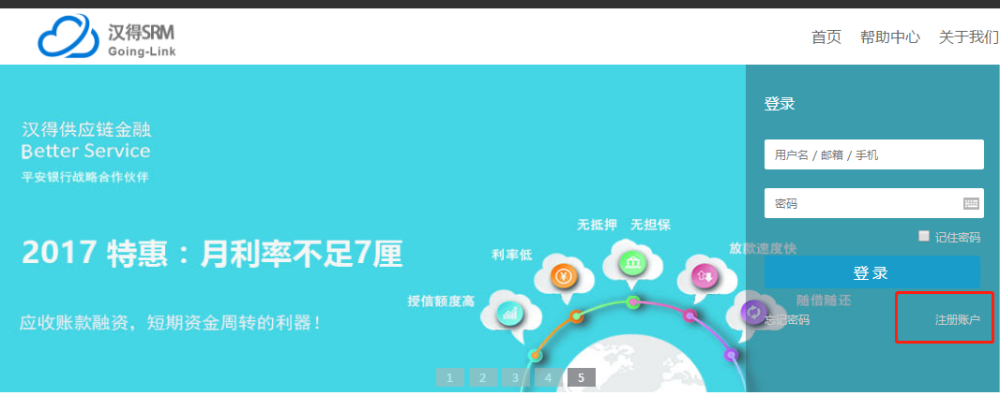 汉得SRM
Going-Link
首页 帮助中心 关于我们
汉得供应链金融
Better Service
平安银行战略合作伙伴
2017 特惠：月利率不足7厘
应收账款融资，短期资金周转的利器！
授信额度高
利率低
无抵押 无担保
放款速度快
随借随还
1 2 3 4 5
登录
用户名 / 邮箱 / 手机
密码
记住密码
登 录
忘记密码
注册账户